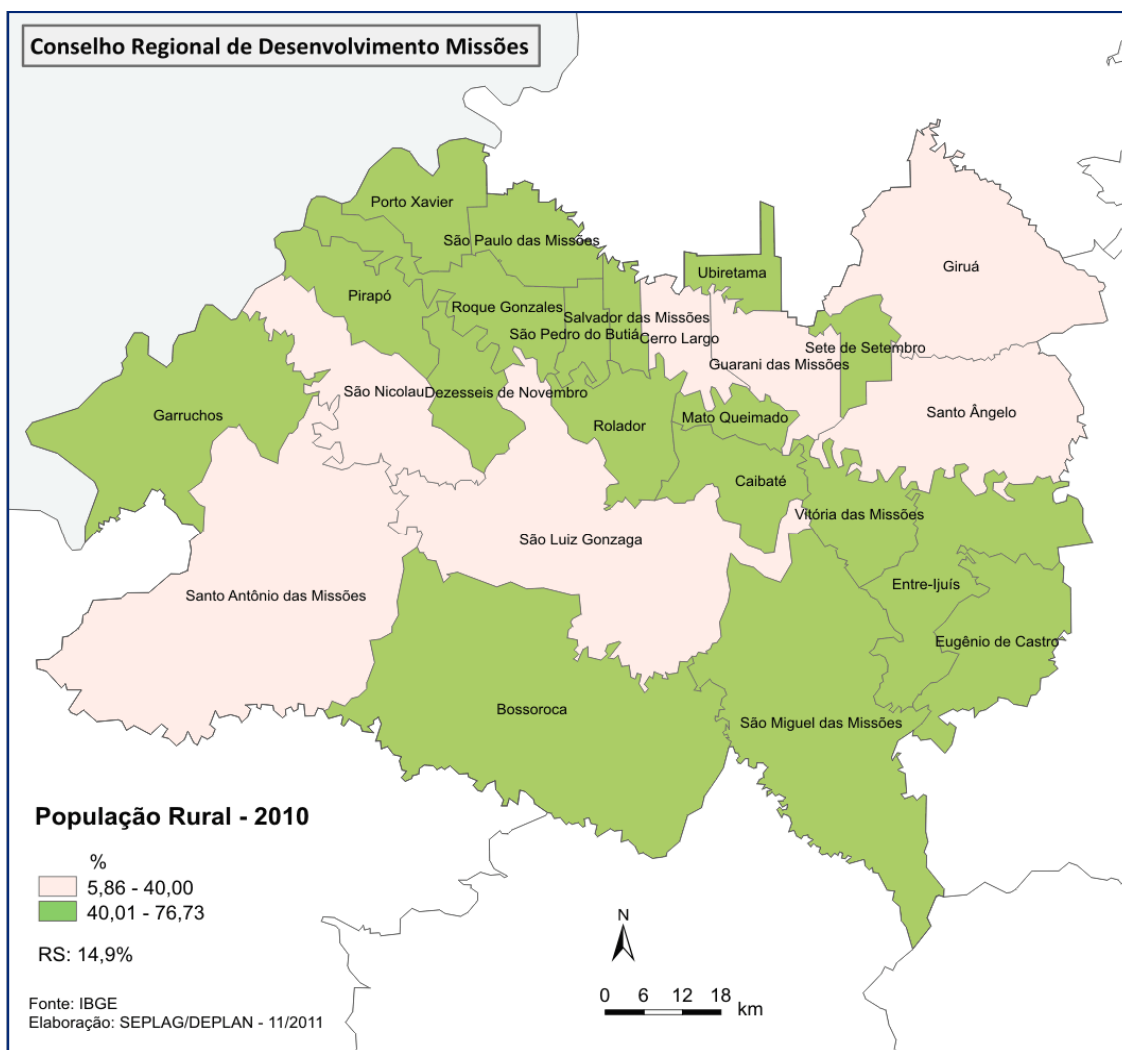 Conselho Regional de Desenvolvimento Missões
Porto Xavier
São Paulo das Missões
Giruá
Ubiretama
Pirapó
Roque Gonzales
Salvador das Missões
São Pedro do Butiá
Cerro Largo
Sete de Setembro
Guarani das Missões
São Nicolau
Dezesseis de Novembro
Garruchos
Rolador
Mato Queimado
Santo Ângelo
Caibaté
Vitória das Missões
São Luiz Gonzaga
Santo Antônio das Missões
Entre-Ijuís
Eugênio de Castro
Bossoroca
São Miguel das Missões
População Rural - 2010
%
5,86 - 40,00
40,01 - 76,73
RS: 14,9%
Fonte: IBGE
Elaboração: SEPLAG/DEPLAN - 11/2011
N
0 6 12 18
km